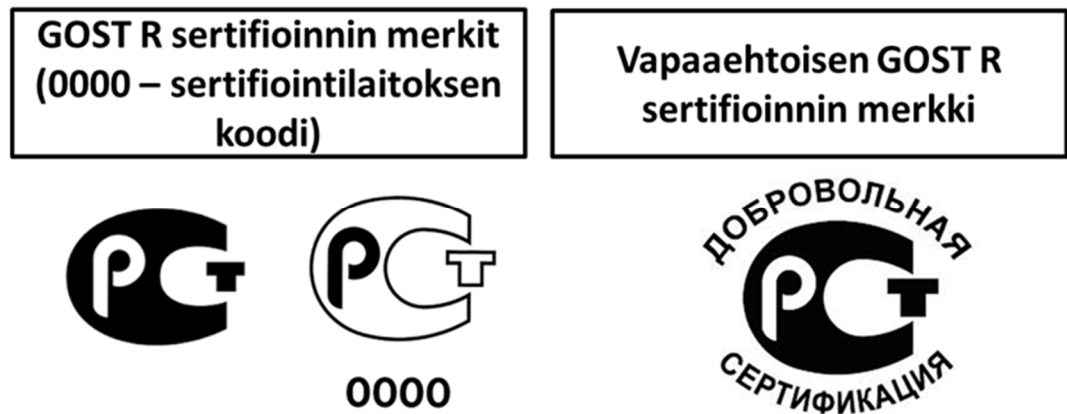 GOST R sertifioinnin merkit
(0000 – sertifiointilaitoksen
koodi)
Vapaaehtoisen GOST R
sertifioinnin merkki
РСТ
РСТ
0000
ДОБРОВОЛЬНАЯ
РСТ
СЕРТИФИКАЦИЯ